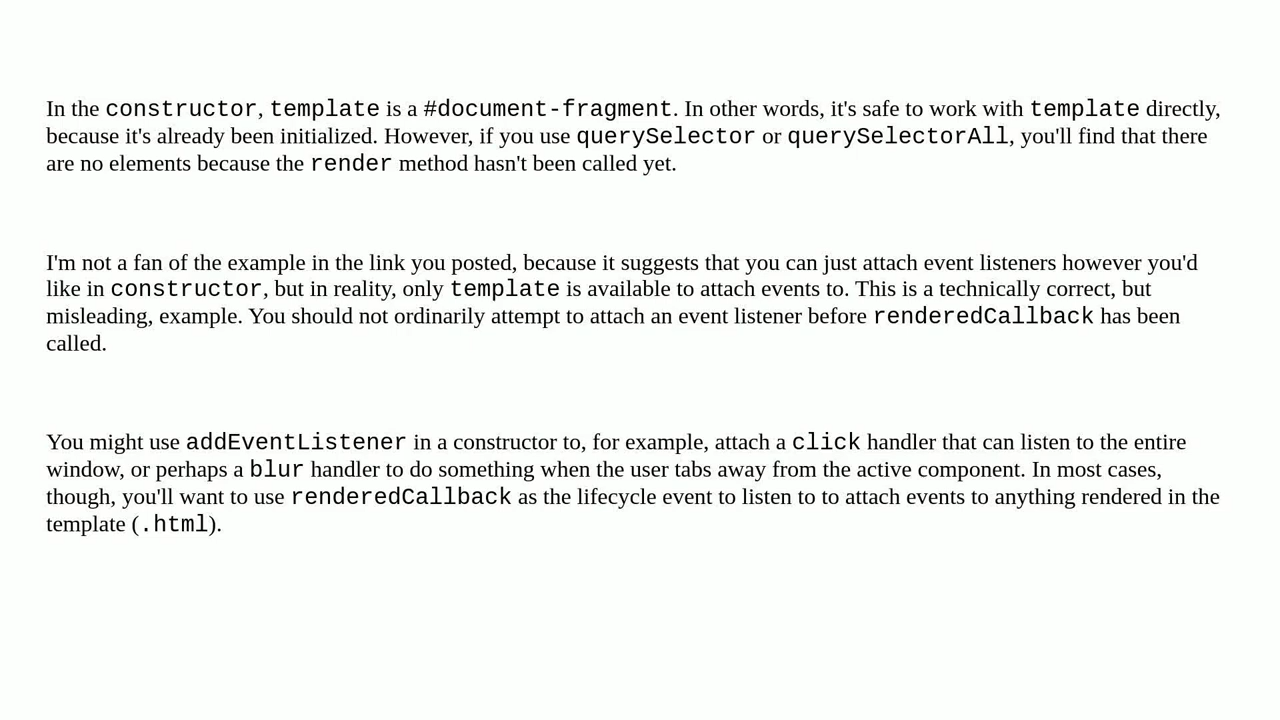 In the constructor, template is a #document-fragment. In other words, it's safe to work with template directly,
because it's already been initialized. However, if you use querySelector or querySelectorAll, you'll find that there
are no elements because the render method hasn't been called yet.
I'm not a fan of the example in the link you posted, because it suggests that you can just attach event listeners however you'd
like in constructor, but in reality, only template is available to attach events to. This is a technically correct, but
misleading, example. You should not ordinarily attempt to attach an event listener before renderedCallback has been
called.
You might use addEventListener in a constructor to, for example, attach a click handler that can listen to the entire
window, or perhaps a blur handler to do something when the user tabs away from the active component. In most cases,
though, you'll want to use renderedCallback as the lifecycle event to listen to to attach events to anything rendered in the
template (.html).